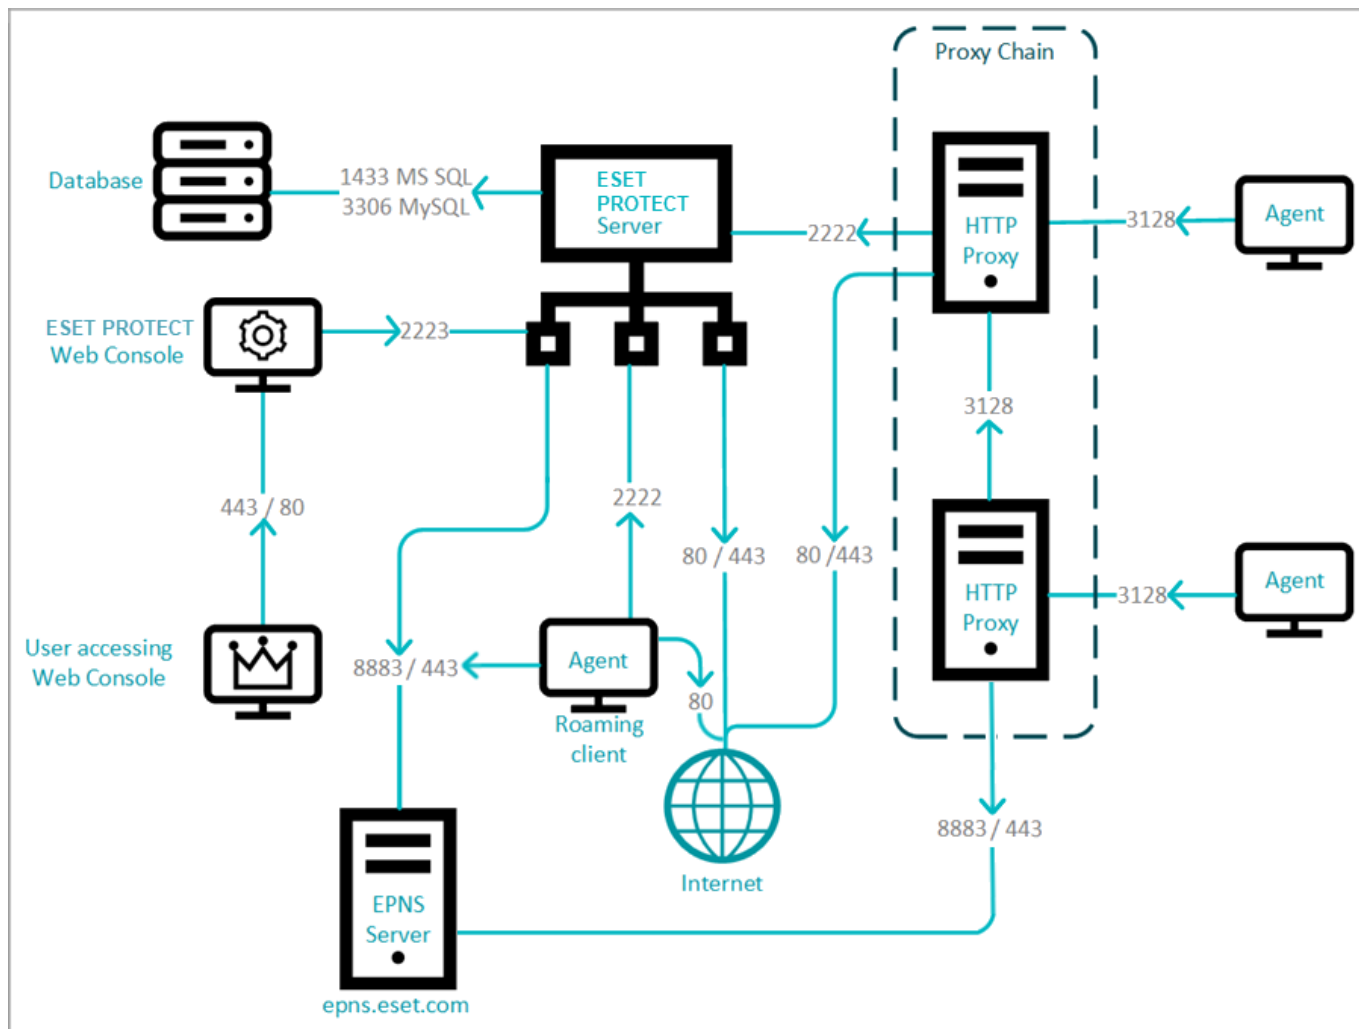 Proxy Chain
Database
1433 MS SQL
3306 MySQL
ESET
PROTECT
Server
2222
HTTP
Proxy
3128
Agent
ESET PROTECT
Web Console
2223
3128
443 / 80
2222
80 / 443
80 /443
HTTP
Proxy
3128
Agent
User accessing
Web Console
8883 / 443
Agent
80
Roaming
client
8883 / 443
Internet
EPNS
Server
epns.eset.com